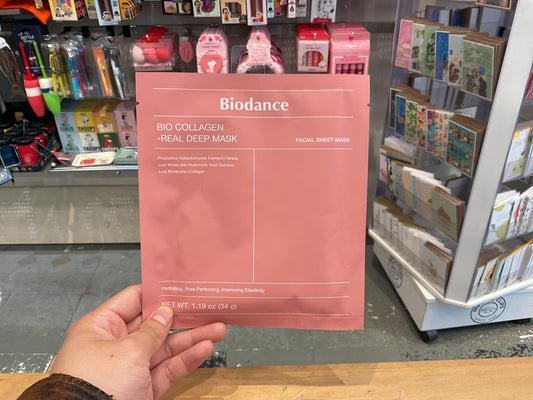 Biodance
BIO COLLAGEN
-REAL DEEP MASK
FACIAL SHEET MASK
Probiotics-Galactomyces Ferment Filtrate
Low Molecular Hyaluronic Acid Solution
Low Molecular Collagen
Hydrating, Pore Perfecting, Improving Elasticity
NET WT. 1.19 oz (34 g)